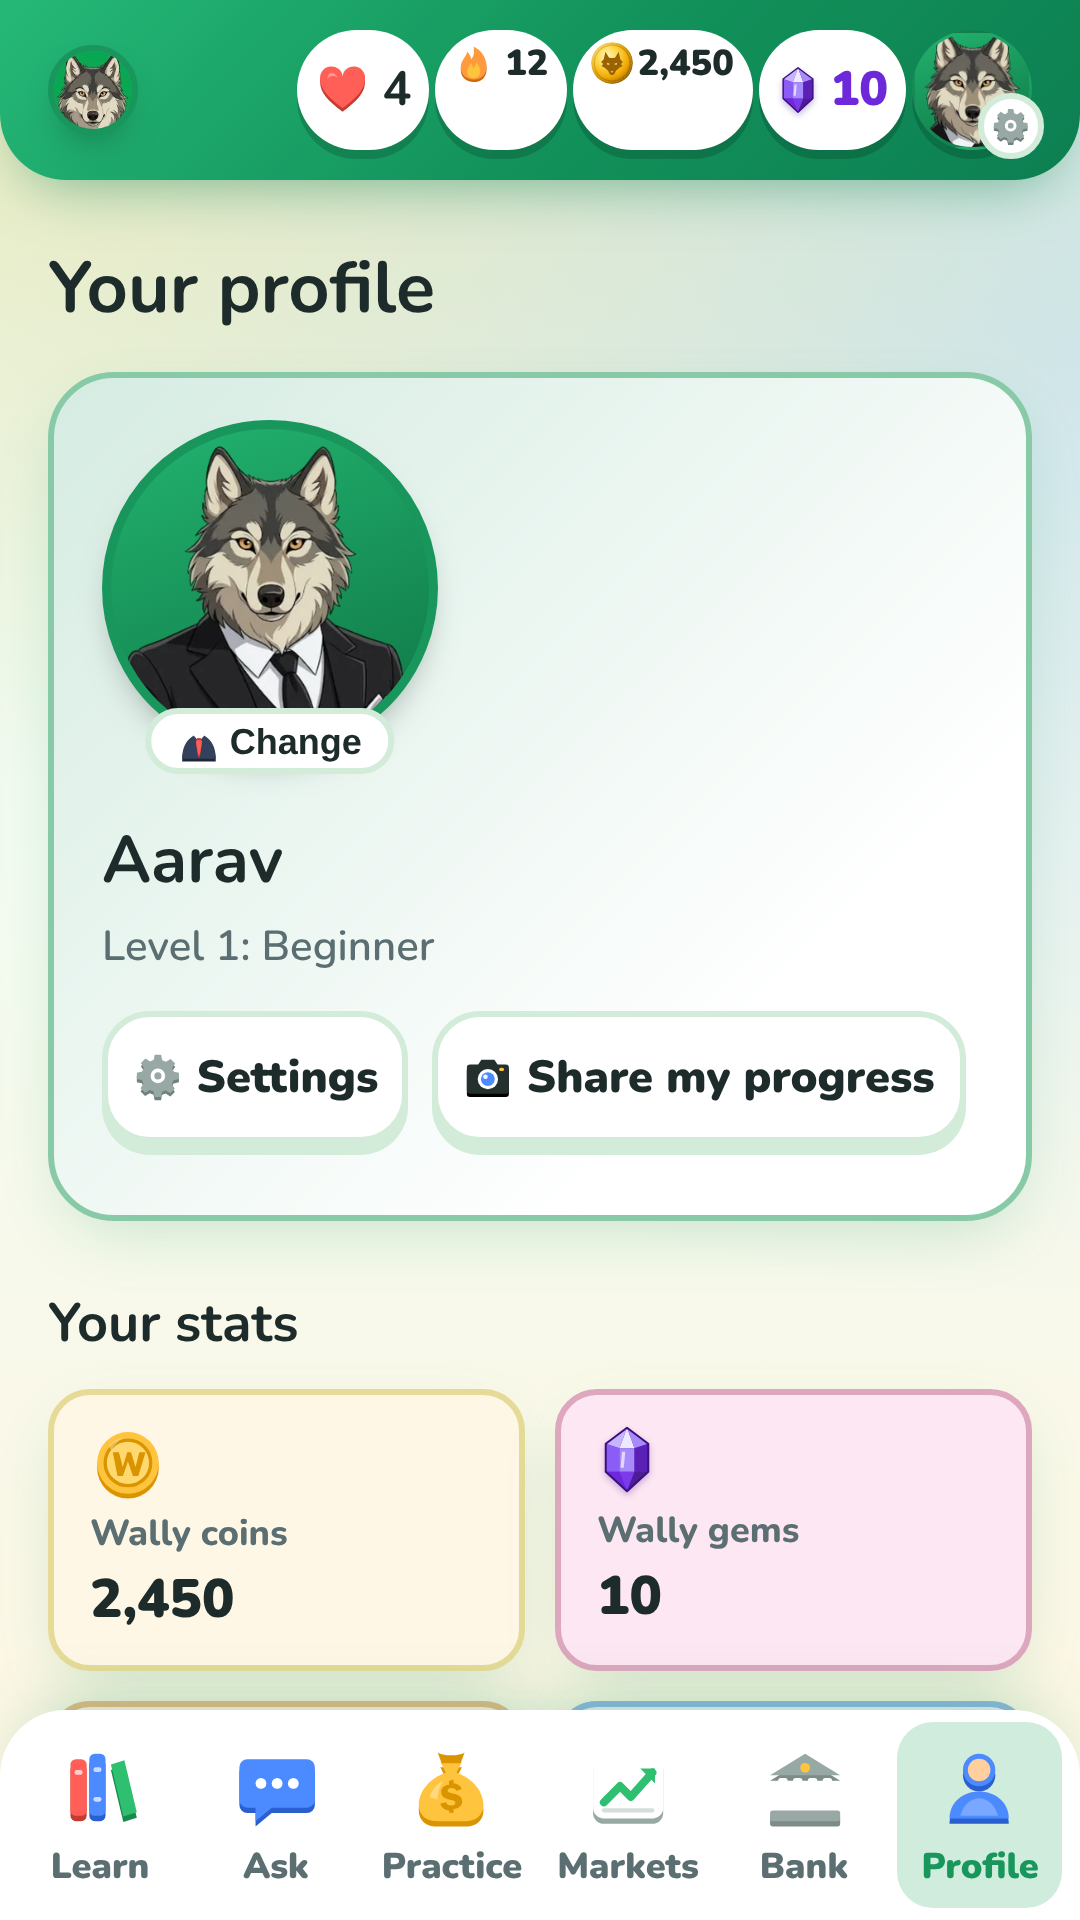 4 12 2,450 10
Your profile
Change
Aarav
Level 1: Beginner
Settings Share my progress
Your stats
W
Wally coins Wally gems
2,450 10
$
Learn Ask Practice Markets Bank Profile